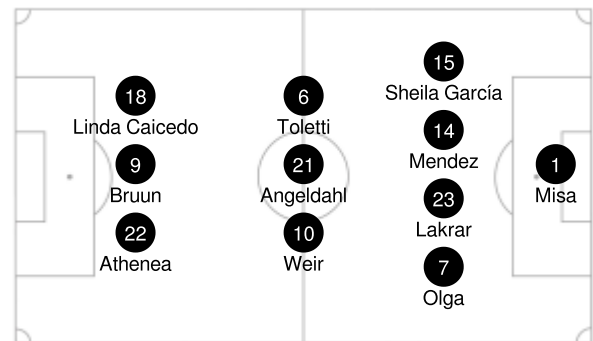 15
Sheila García
18
Linda Caicedo
6
Toletti
14
Mendez
9
Bruun
21
Angeldahl
1
Misa
23
Lakrar
22
Athenea
10
Weir
7
Olga